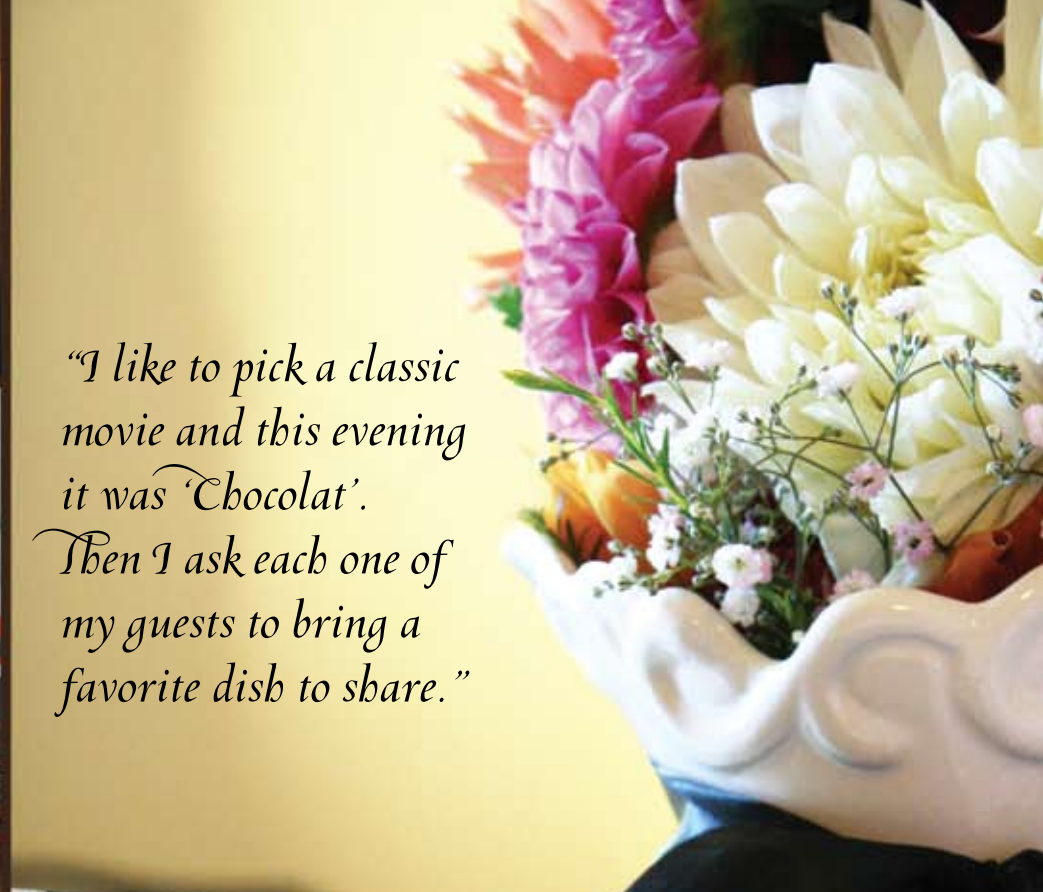 “I like to pick a classic
movie and this evening
it was ‘Chocolat’.
Then I ask each one of
my guests to bring a
favorite dish to share.”